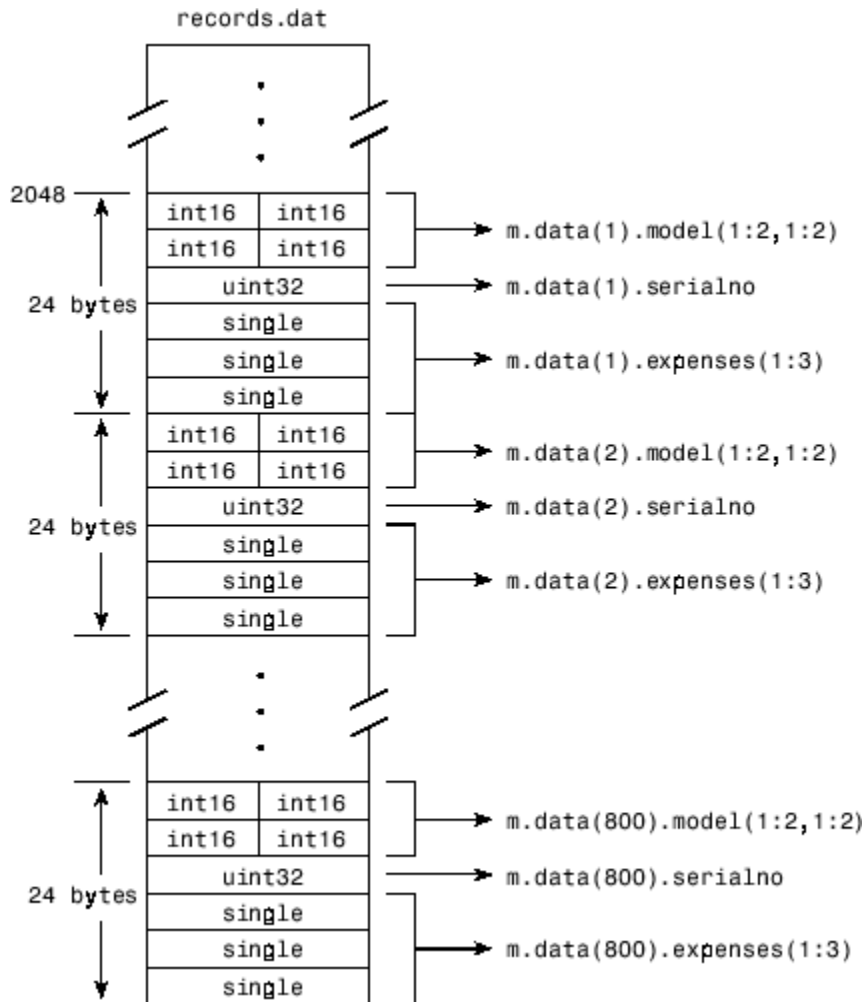 records.dat
2048
int16 int16
int16 int16
m.data(1).model(1:2,1:2)
uint32
m.data(1).serialno
24 bytes
single
single
m.data(1).expenses(1:3)
single
int16 int16
int16 int16
m.data(2).model(1:2,1:2)
uint32
m.data(2).serialno
24 bytes
single
single
m.data(2).expenses(1:3)
single
int16 int16
int16 int16
m.data(800).model(1:2,1:2)
uint32
m.data(800).serialno
24 bytes
single
single
m.data(800).expenses(1:3)
single